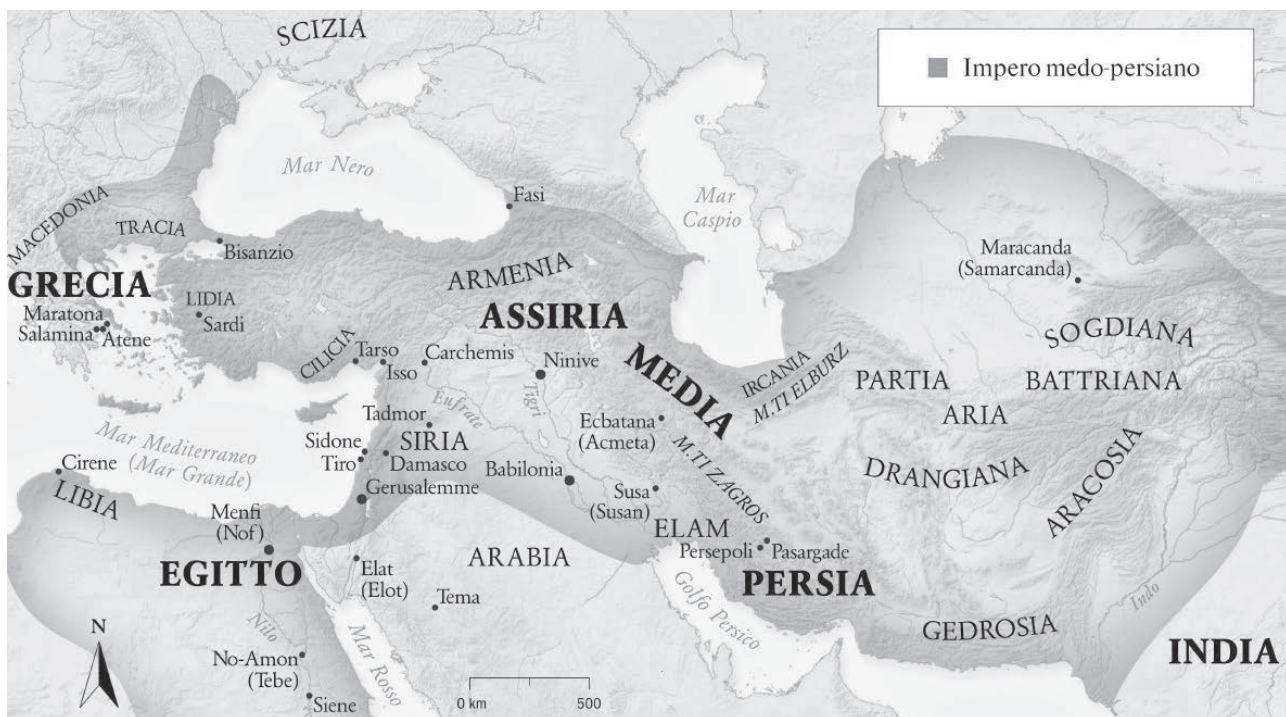 SCIZIA
Impero medo-persiano
Mar Nero
Fasi
Mar
Caspio
MACEDONIA
TRACIA
Bisanzio
Maracanda
(Samarcanda)
GRECIA
ARMENIA
LIDIA
Sardi
Maratona
Salamina
Atene
ASSIRIA
SOGDIANA
CILICIA
Tarso
Isso
Carchemis
Ninive
MEDIA
IRCANIA
M.TI ELBURZ
PARTIA
BATTRIANA
Eufrate
Tigri
Tadmor
ARIA
Mar Mediterraneo
(Mar Grande)
Sidone
Tiro
SIRIA
Damasco
Ecbatana
(Acmeta)
M.TI ZAGROS
Cirene
LIBIA
Gerusalemme
Babilonia
Susa
(Susan)
DRANGIANA
ARACOSIA
Menfi
(Nof)
ELAM
EGITTO
Elat
(Elot)
ARABIA
Persepoli
Pasargade
PERSIA
Tema
Golfo Persico
Indo
GEDROSIA
N
Nilo
Mar Rosso
No-Amon
(Tebe)
INDIA
Siene
0 km
500